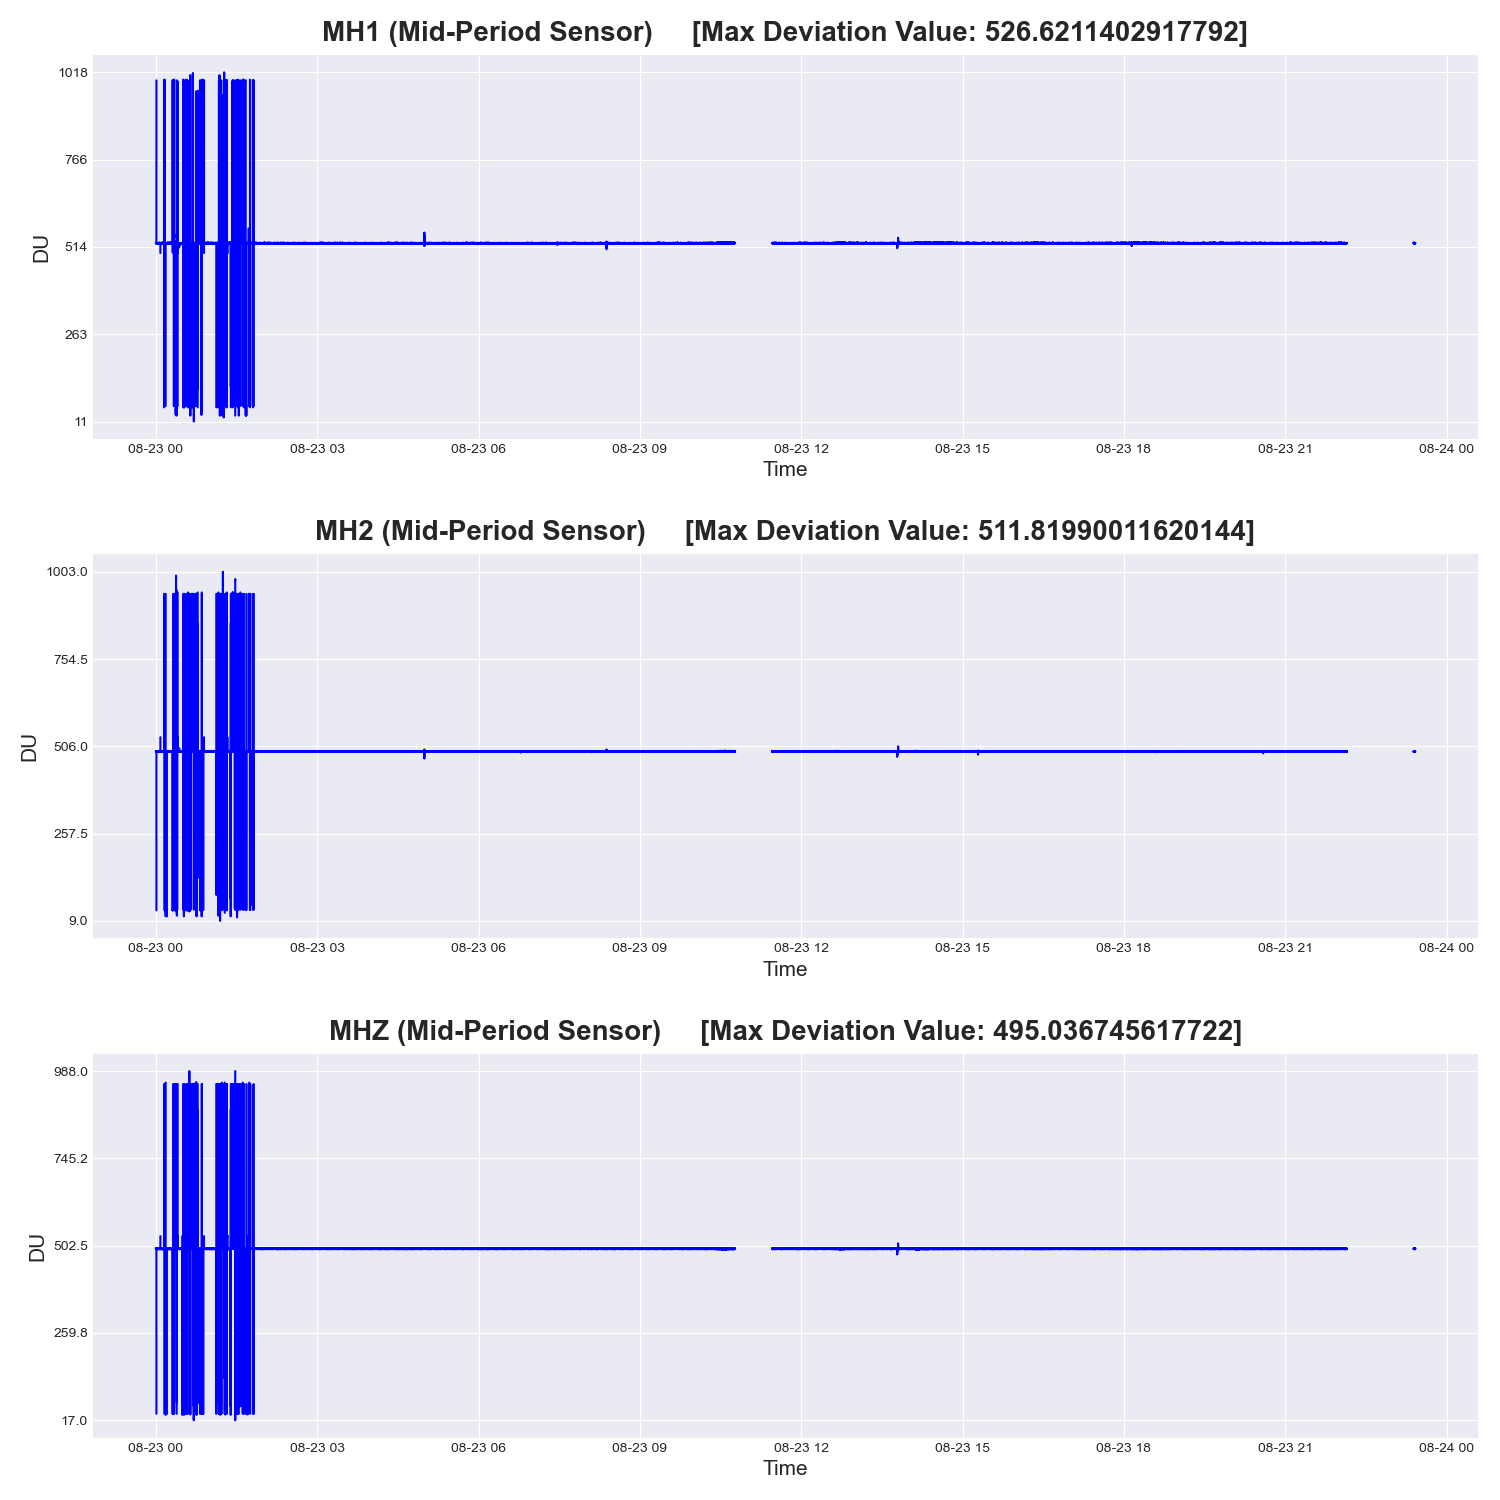 MH1 (Mid-Period Sensor) [Max Deviation Value: 526.6211402917792]
1018
766
514
263
11
DU
08-23 00 08-23 03 08-23 06 08-23 09 08-23 12 08-23 15 08-23 18 08-23 21 08-24 00
Time
MH2 (Mid-Period Sensor) [Max Deviation Value: 511.81990011620144]
1003.0
754.5
506.0
257.5
9.0
DU
08-23 00 08-23 03 08-23 06 08-23 09 08-23 12 08-23 15 08-23 18 08-23 21 08-24 00
Time
MHZ (Mid-Period Sensor) [Max Deviation Value: 495.036745617722]
988.0
745.2
502.5
259.8
17.0
DU
08-23 00 08-23 03 08-23 06 08-23 09 08-23 12 08-23 15 08-23 18 08-23 21 08-24 00
Time